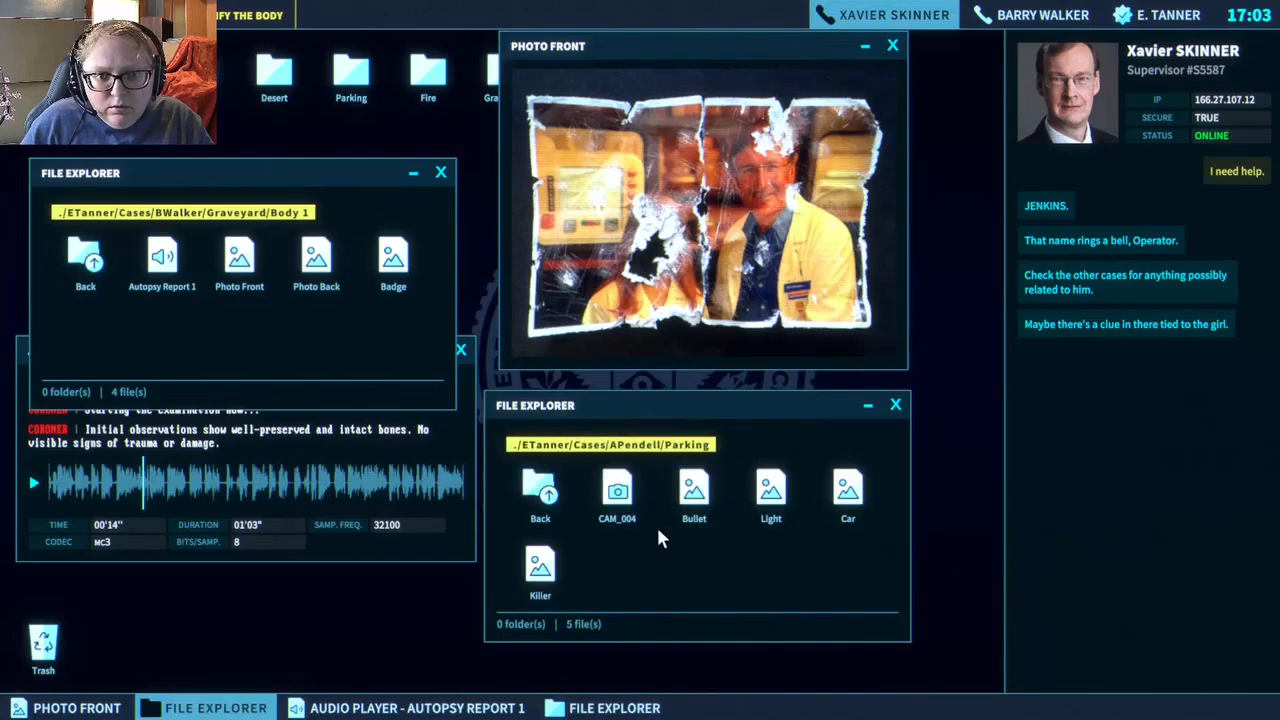 IFY THE BODY
XAVIER SKINNER
BARRY WALKER
E. TANNER
17:03
Desert
Parking
Fire
Gra
PHOTO FRONT
Xavier SKINNER
Supervisor #S5587
IP 166.27.107.12
SECURE TRUE
STATUS ONLINE
I need help.
JENKINS.
That name rings a bell, Operator.
Check the other cases for anything possibly
related to him.
Maybe there's a clue in there tied to the girl.
FILE EXPLORER
./ETanner/Cases/BWalker/Graveyard/Body 1
Back
Autopsy Report 1
Photo Front
Photo Back
Badge
0 folder(s) | 4 file(s)
CORONER | Starting the examination now...
CORONER | Initial observations show well-preserved and intact bones. No
visible signs of trauma or damage.
TIME 00'14" DURATION 01'03" SAMP. FREQ. 32100
CODEC MC3 BITS/SAMP. 8
FILE EXPLORER
./ETanner/Cases/APendell/Parking
Back
CAM_004
Bullet
Light
Car
Killer
0 folder(s) | 5 file(s)
Trash
PHOTO FRONT
FILE EXPLORER
AUDIO PLAYER - AUTOPSY REPORT 1
FILE EXPLORER